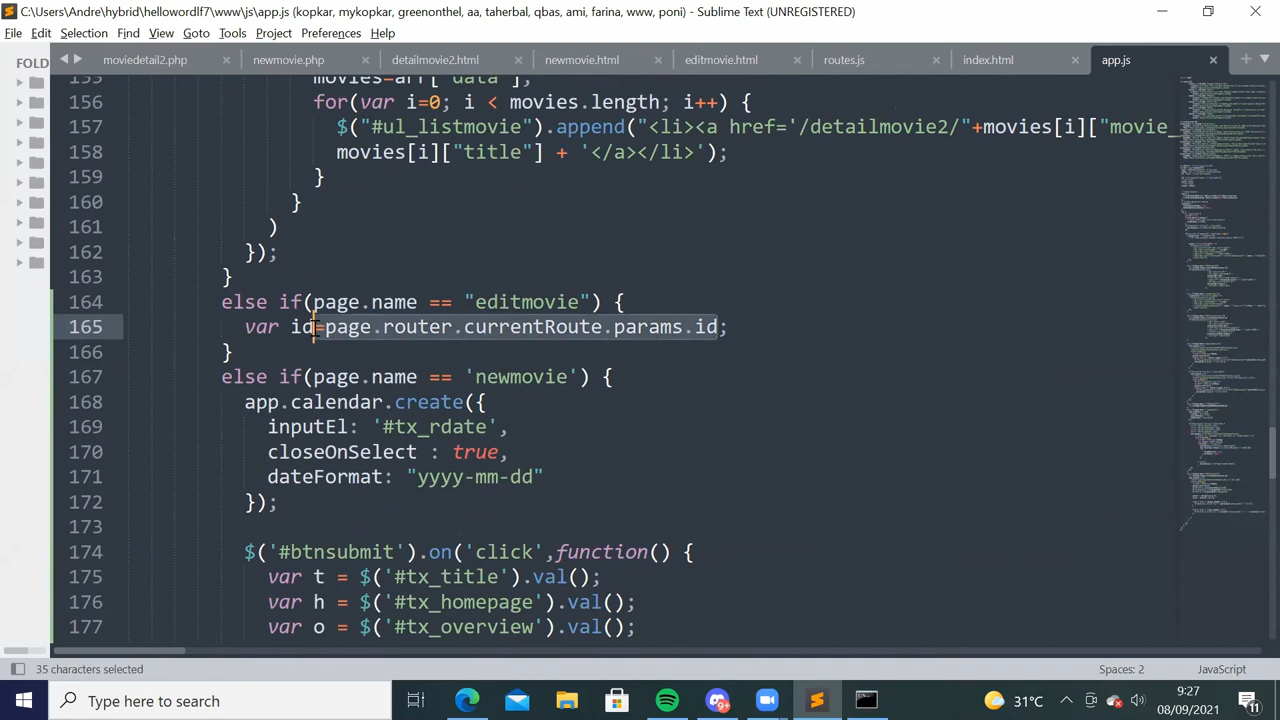 C:\Users\Andre\hybrid\hellowordlf7\www\js\app.js (kopkar, mykopkar, greenothel, aa, taherbal, qbas, ami, farina, www, poni) - Sublime Text (UNREGISTERED)
File Edit Selection Find View Goto Tools Project Preferences Help
FOLD
moviedetail2.php newmovie.php detailmovie2.html newmovie.html editmovie.html routes.js index.html app.js
155 movies=arr["data"];
156 for(var i=0; i < movies.length; i++) {
157 $("#ul_listmovie append("<li><a href='/detailmovie2/"+movies[i]["movie_
158 movies[i]["title"] + '</a></li>');
159 }
160 }
161 )
162 });
163 }
164 else if(page.name == "editmovie") {
165 var id=page.router.currentRoute.params.id;
166 }
167 else if(page.name == 'newmovie') {
168 app.calendar.create({
169 inputEl: '#tx_rdate',
170 closeOnSelect : true,
171 dateFormat: "yyyy-mm-dd"
172 });
173
174 $('#btnsubmit').on('click',function() {
175 var t = $('#tx_title').val();
176 var h = $('#tx_homepage').val();
177 var o = $('#tx_overview').val();
35 characters selected Spaces: 2 JavaScript
Type here to search 9+ 31°C 9:27
08/09/2021 11